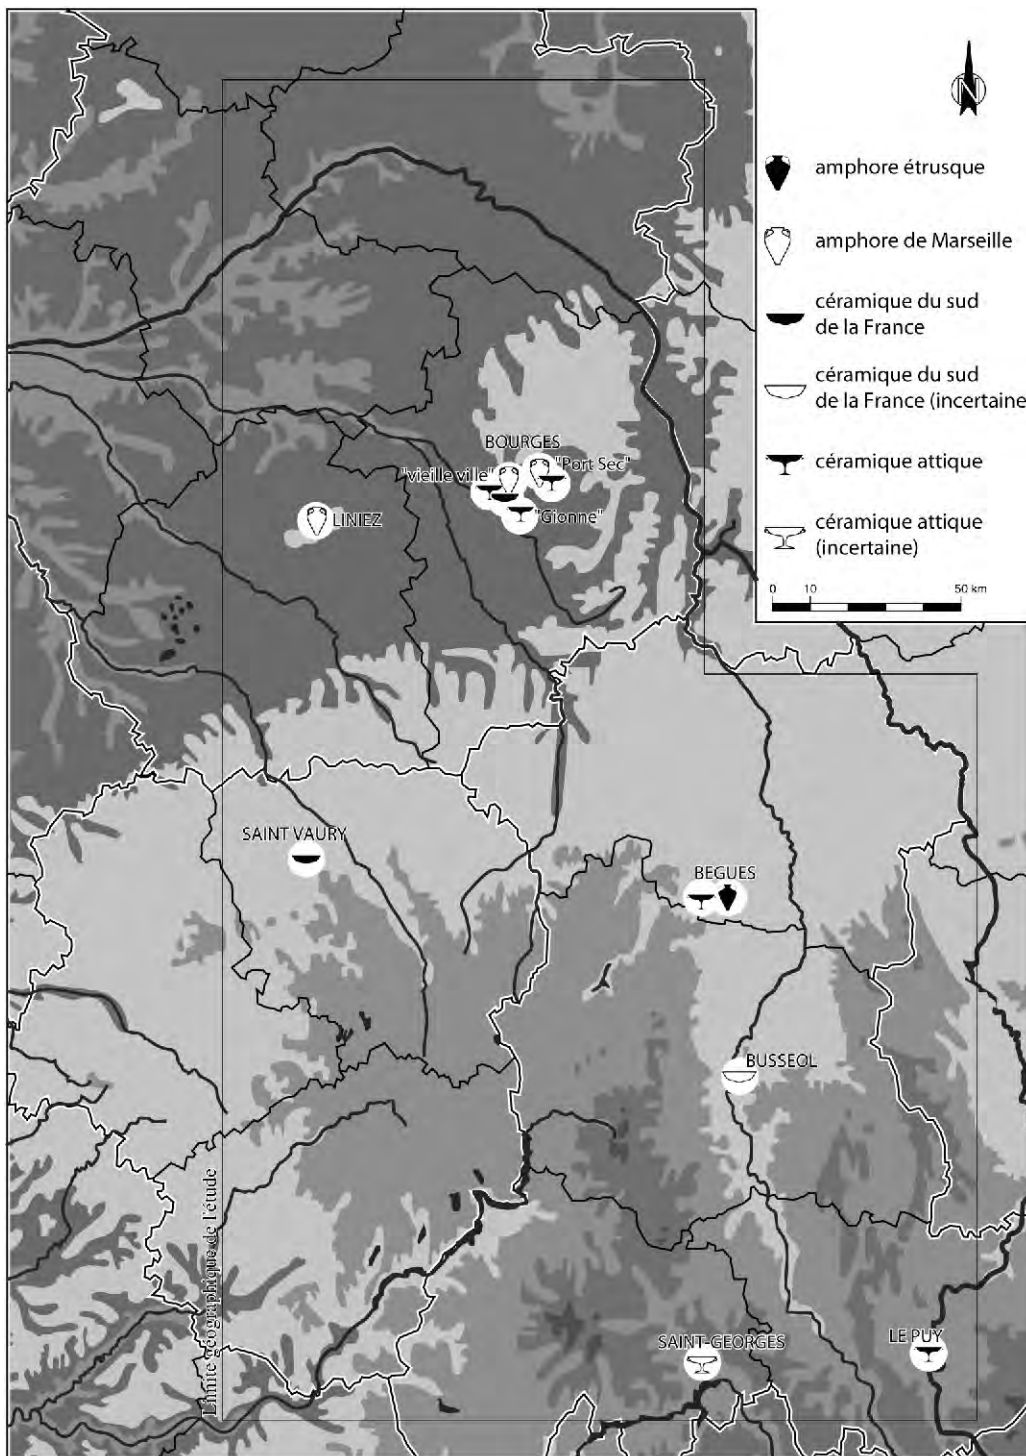 N
amphore étrusque
amphore de Marseille
céramique du sud
de la France
céramique du sud
de la France (incertaine
céramique attique
céramique attique
(incertaine)
0 10 50 km
BOURGES
"vieille ville"
"Port Sec"
"Gionne"
LINIEZ
SAINT VAURY
BEGUES
BUSSEOL
SAINT-GEORGES
LE PUY
Limite géographique de l'étude